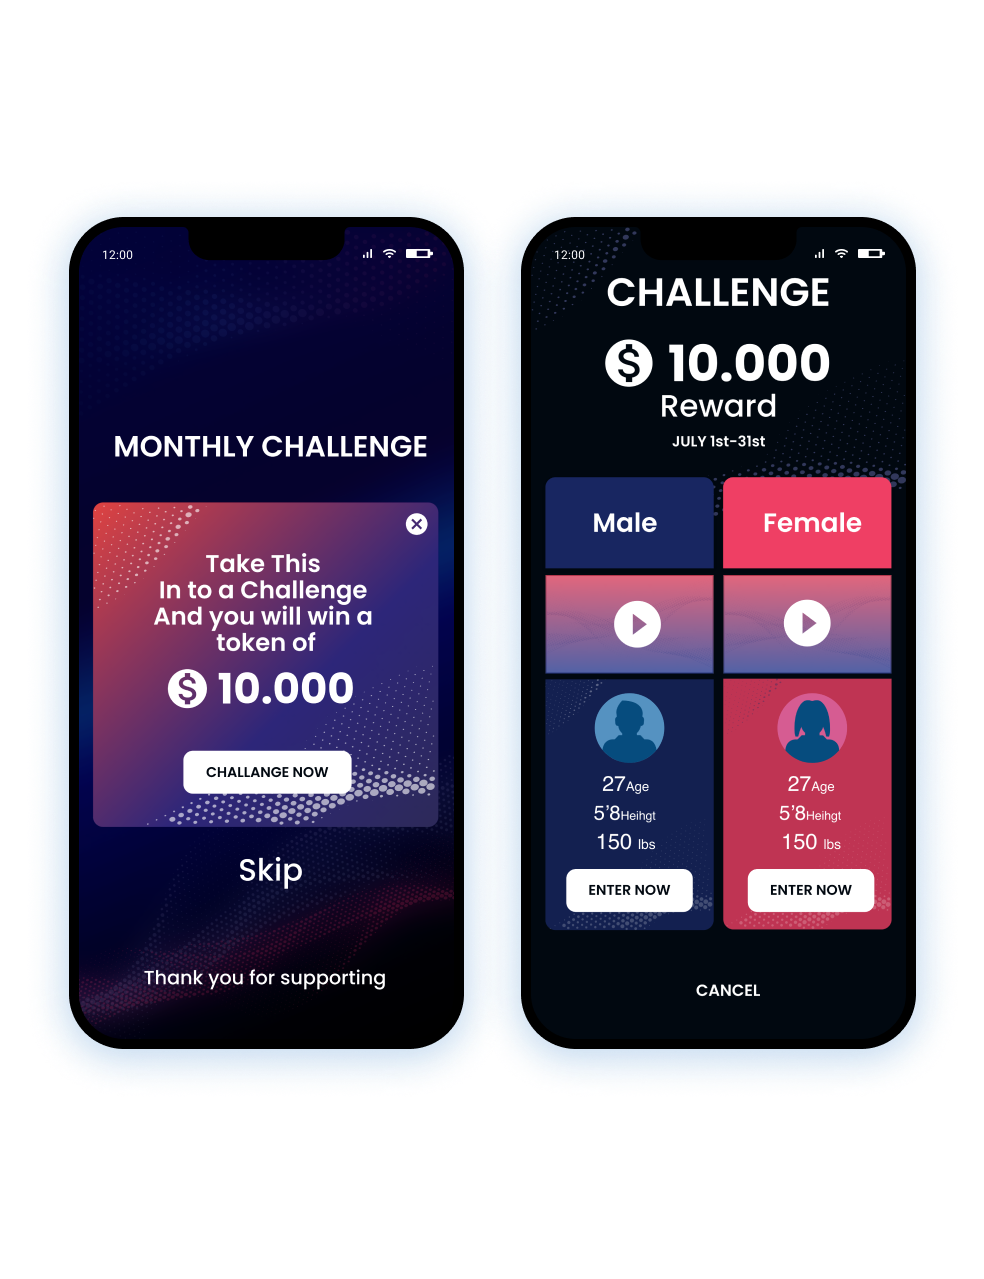 12:00
MONTHLY CHALLENGE
Take This
In to a Challenge
And you will win a
token of
$ 10.000
CHALLANGE NOW
Skip
Thank you for supporting
12:00
CHALLENGE
$ 10.000
Reward
JULY 1st-31st
Male
Female
27Age
5'8Heihgt
150 lbs
ENTER NOW
27Age
5'8Heihgt
150 lbs
ENTER NOW
CANCEL